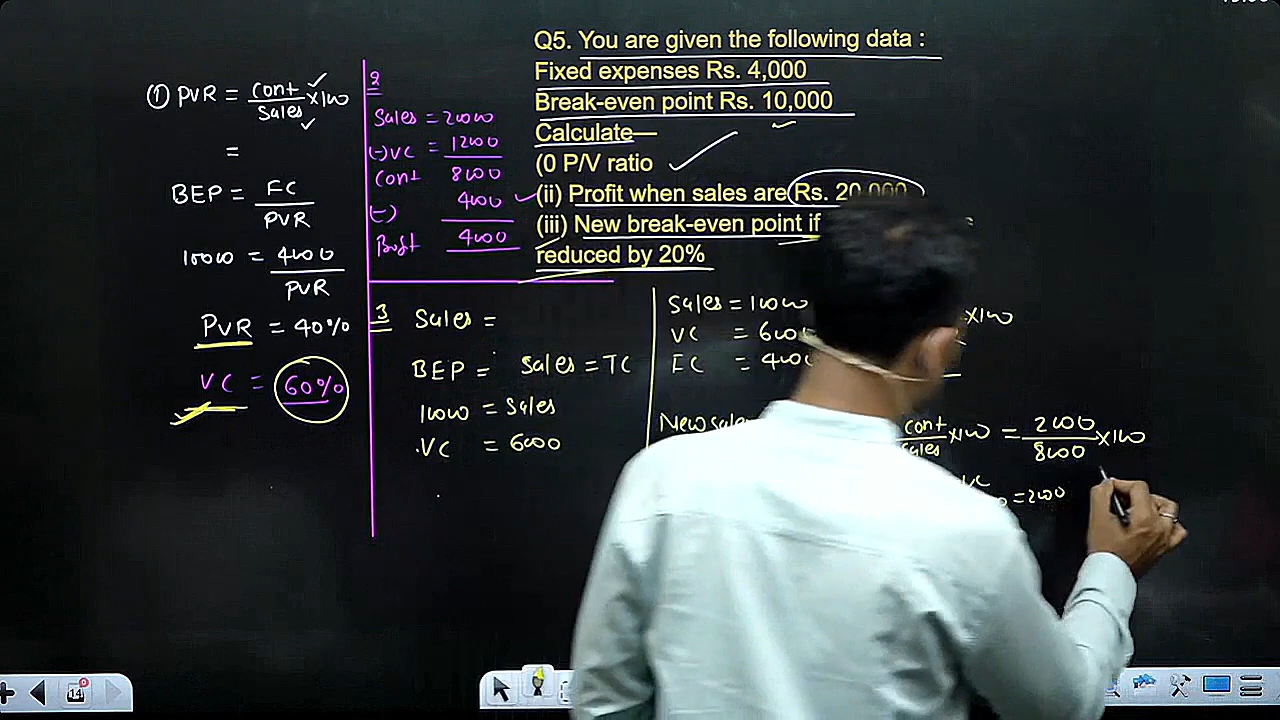 Q5. You are given the following data :
Fixed expenses Rs. 4,000
Break-even point Rs. 10,000
Calculate—
(0 P/V ratio
(ii) Profit when sales are Rs. 20,000
(iii) New break-even point if
reduced by 20%
① PVR = cont/Sales ×100
=
BEP = FC/PVR
10000 = 4000/PVR
PVR = 40%
VC = 60%
2
Sales = 20000
(-) VC = 12000
Cont 8000
(-) 4000
Profit 4000
3 Sales =
BEP = Sales = TC
10000 = Sales
VC = 6000
Sales = 10000
VC = 6000
FC = 4000
×100
New sales
cont/sales ×100 = 2000/8000 ×100
VC
= 2000
14